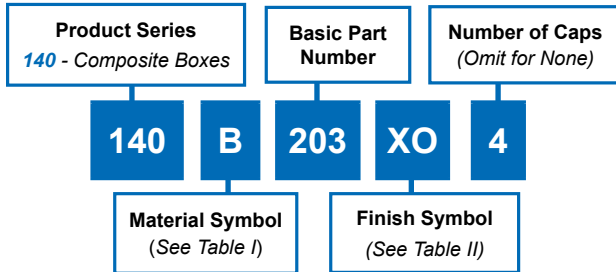 Product Series
140 - Composite Boxes
Basic Part
Number
Number of Caps
(Omit for None)
140
B
203
XO
4
Material Symbol
(See Table I)
Finish Symbol
(See Table II)